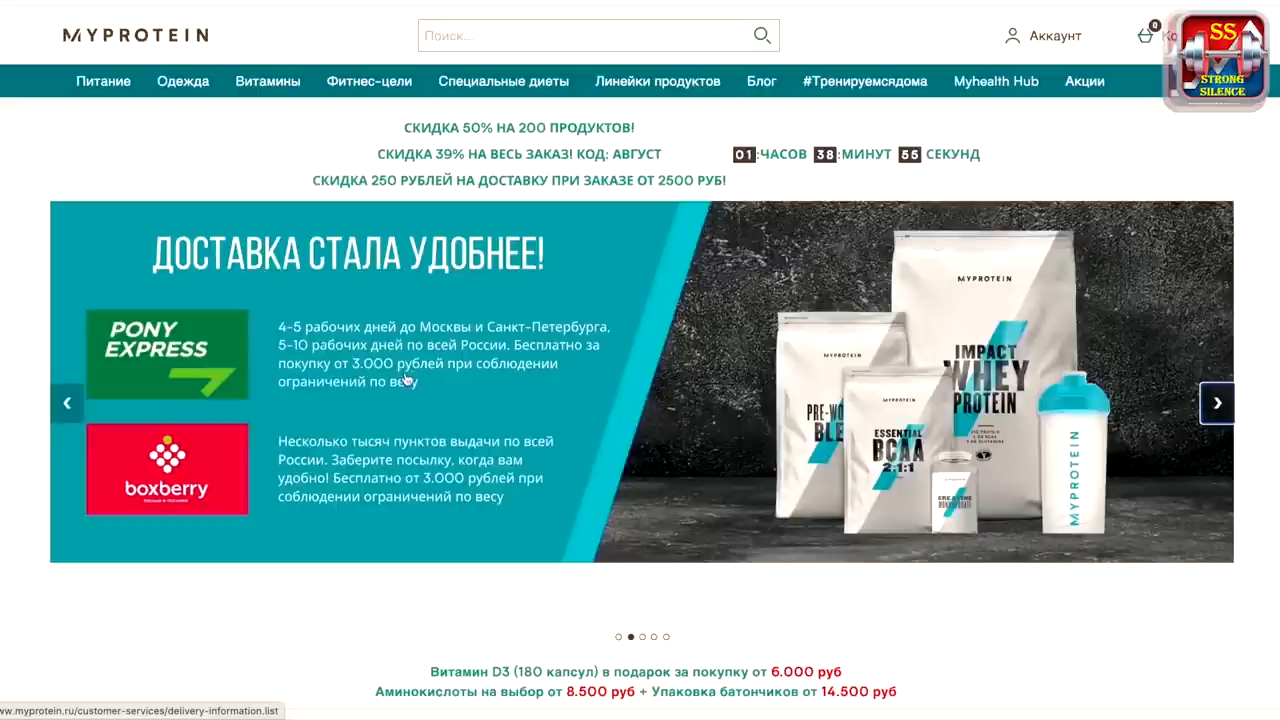 MYPROTEIN
Поиск...
Аккаунт
0
SS
STRONG
SILENCE
Питание
Одежда
Витамины
Фитнес-цели
Специальные диеты
Линейки продуктов
Блог
#Тренируемсядома
Myhealth Hub
Акции
СКИДКА 50% НА 200 ПРОДУКТОВ!
СКИДКА 39% НА ВЕСЬ ЗАКАЗ! КОД: АВГУСТ
01:ЧАСОВ 38:МИНУТ 55 СЕКУНД
СКИДКА 250 РУБЛЕЙ НА ДОСТАВКУ ПРИ ЗАКАЗЕ ОТ 2500 РУБ!
ДОСТАВКА СТАЛА УДОБНЕЕ!
PONY
EXPRESS
4-5 рабочих дней до Москвы и Санкт-Петербурга,
5-10 рабочих дней по всей России. Бесплатно за
покупку от 3.000 рублей при соблюдении
ограничений по весу
boxberry
Несколько тысяч пунктов выдачи по всей
России. Заберите посылку, когда вам
удобно! Бесплатно от 3.000 рублей при
соблюдении ограничений по весу
MYPROTEIN
IMPACT
WHEY
PROTEIN
MYPROTEIN
PRE-WO
BLE
MYPROTEIN
ESSENTIAL
BCAA
2:1:1
MYPROTEIN
Витамин D3 (180 капсул) в подарок за покупку от 6.000 руб
Аминокислоты на выбор от 8.500 руб + Упаковка батончиков от 14.500 руб
ww.myprotein.ru/customer-services/delivery-information.list